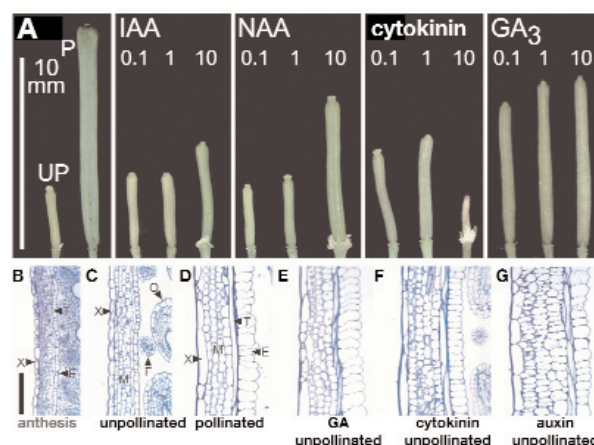 A P IAA NAA cytokinin GA3
0.1 1 10 0.1 1 10 0.1 1 10 0.1 1 10
10
mm
UP
B C D E F G
O
X T
X M F X M E
E
anthesis unpollinated pollinated GA cytokinin auxin
unpollinated unpollinated unpollinated